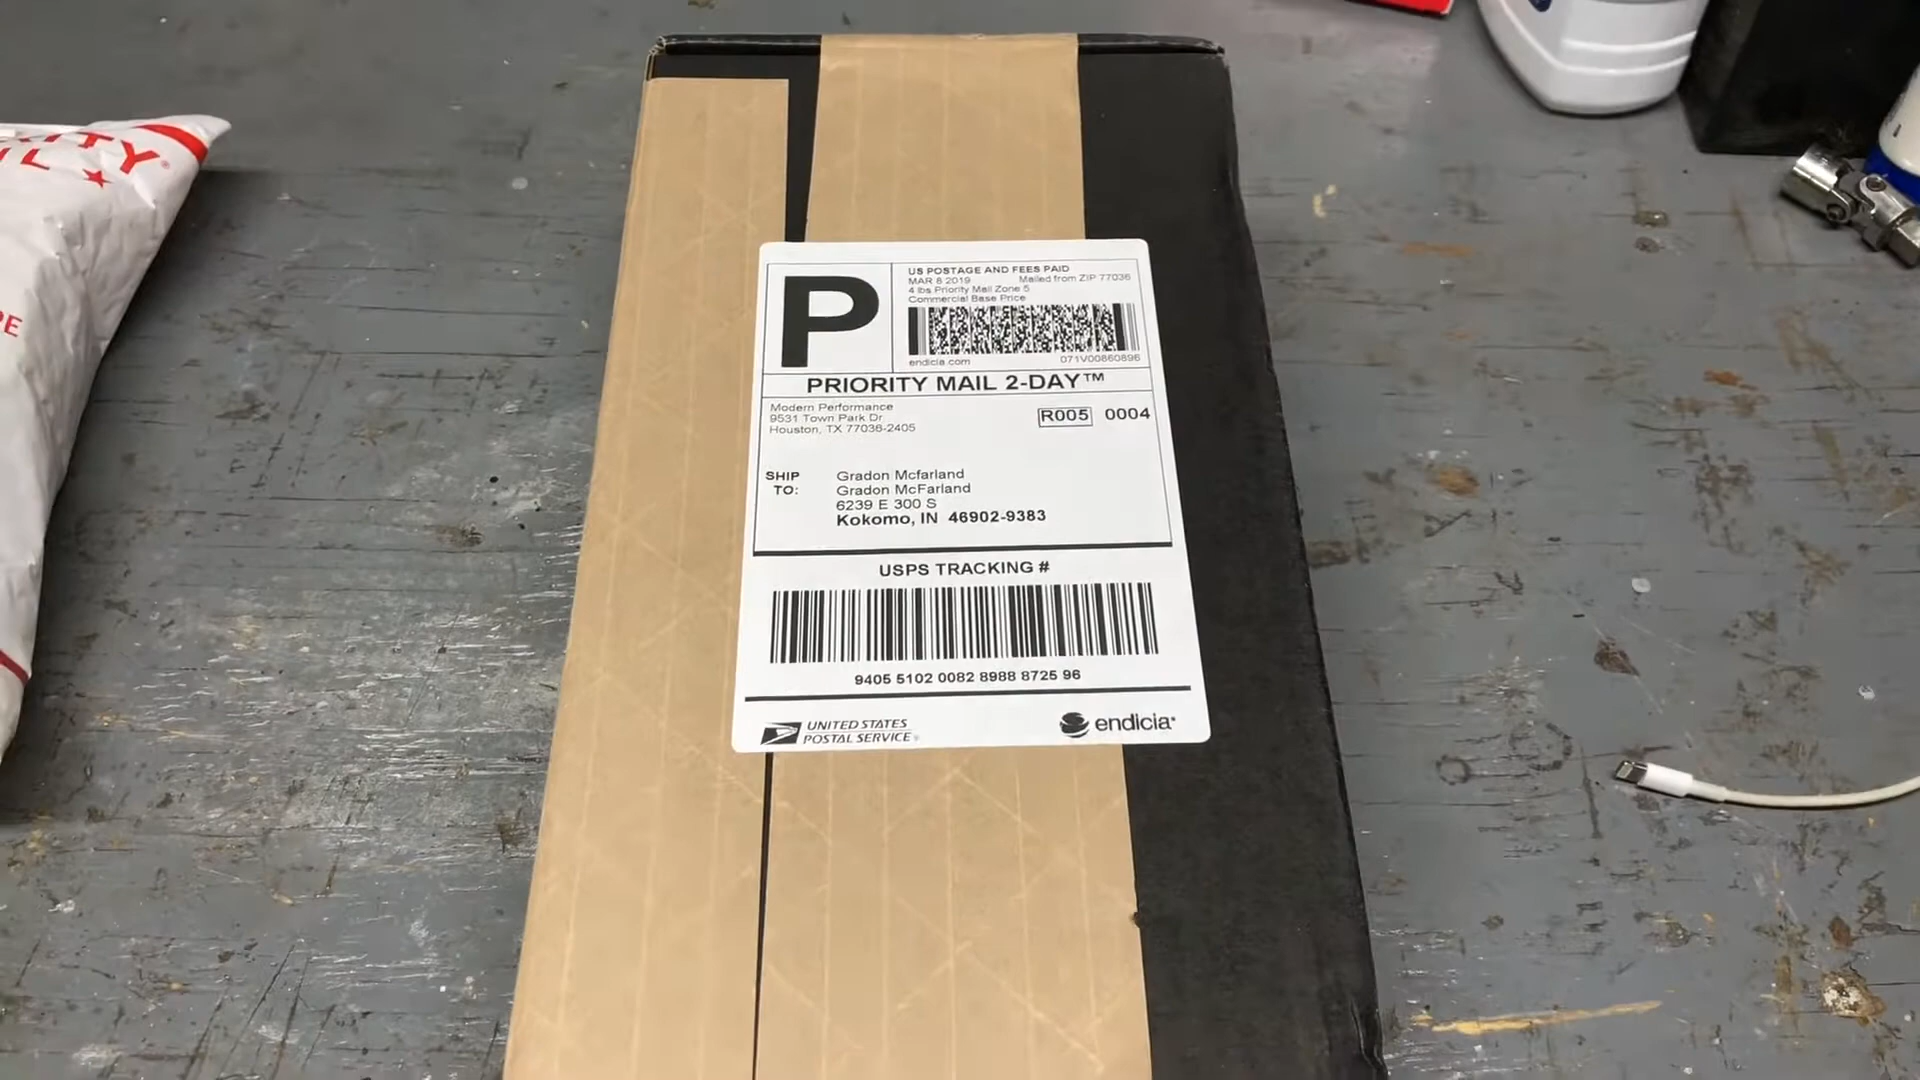 ITY
IL
PE
P
US POSTAGE AND FEES PAID
MAR 8 2019 Mailed from ZIP 77036
4 lbs Priority Mail Zone 5
Commercial Base Price
endicia.com 071V00860896
PRIORITY MAIL 2-DAY™
Modern Performance
9531 Town Park Dr
Houston, TX 77036-2405
R005 0004
SHIP TO:
Gradon Mcfarland
Gradon McFarland
6239 E 300 S
Kokomo, IN 46902-9383
USPS TRACKING #
9405 5102 0082 8988 8725 96
UNITED STATES
POSTAL SERVICE®
endicia®